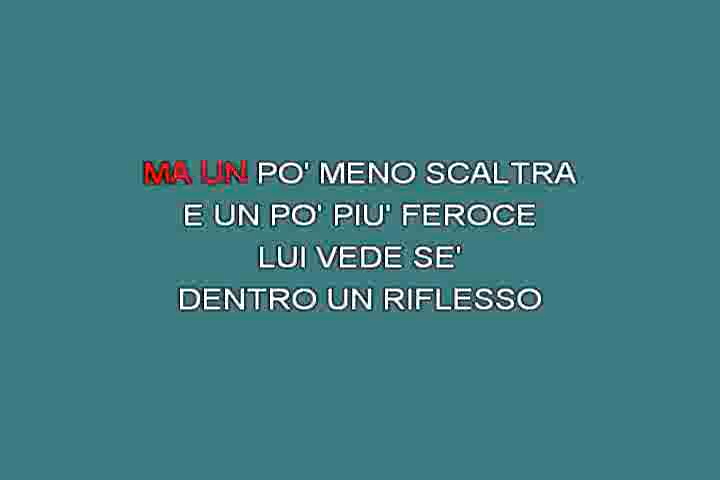 MA UN PO' MENO SCALTRA
E UN PO' PIU' FEROCE
LUI VEDE SE'
DENTRO UN RIFLESSO